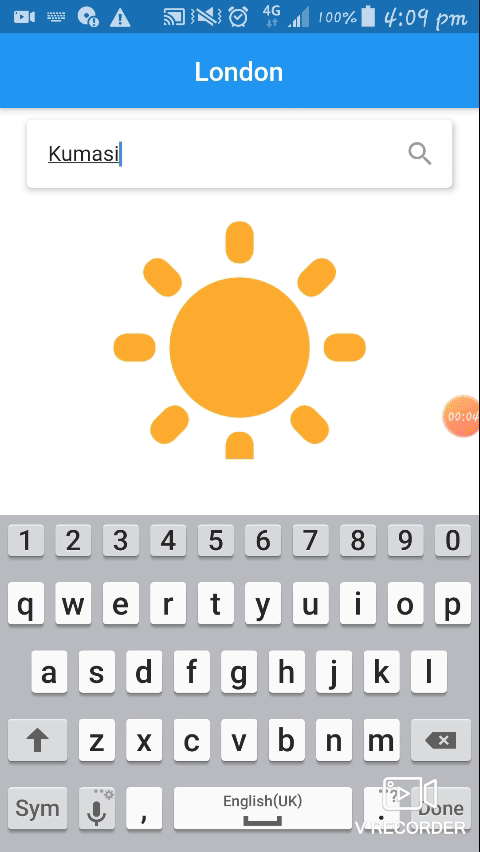 4G 100% 4:09 pm
London
Kumasi
00:04
1 2 3 4 5 6 7 8 9 0
q w e r t y u i o p
a s d f g h j k l
z x c v b n m
Sym , English(UK) . ? Done
V RECORDER